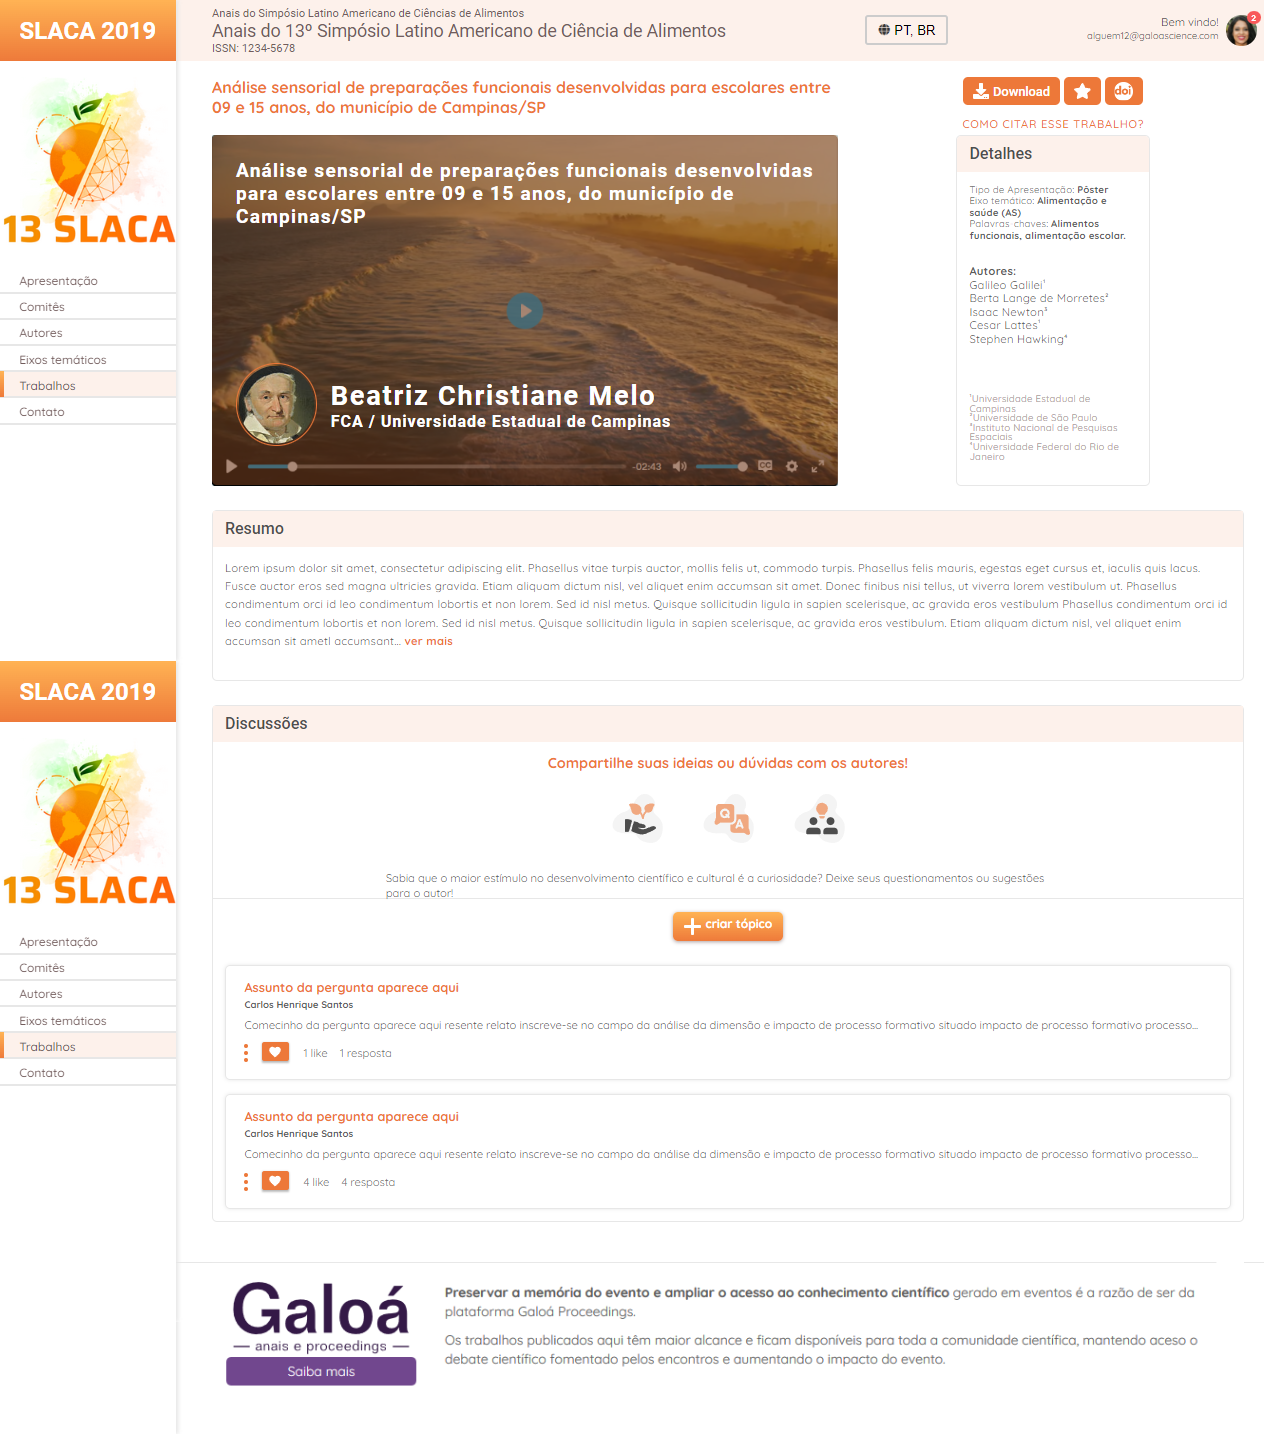 SLACA 2019
Anais do Simpósio Latino Americano de Ciências de Alimentos
Anais do 13º Simpósio Latino Americano de Ciência de Alimentos
ISSN: 1234-5678
PT, BR
Bem vindo!
alguem12@galoascience.com
2
13 SLACA
Apresentação
Comitês
Autores
Eixos temáticos
Trabalhos
Contato
Análise sensorial de preparações funcionais desenvolvidas para escolares entre
09 e 15 anos, do município de Campinas/SP
Download
doi
COMO CITAR ESSE TRABALHO?
Análise sensorial de preparações funcionais desenvolvidas
para escolares entre 09 e 15 anos, do município de
Campinas/SP
Beatriz Christiane Melo
FCA / Universidade Estadual de Campinas
-02:43
CC
Detalhes
Tipo de Apresentação: Pôster
Eixo temático: Alimentação e
saúde (AS)
Palavras chaves: Alimentos
funcionais, alimentação escolar.
Autores:
Galileo Galilei¹
Berta Lange de Morretes²
Isaac Newton³
Cesar Lattes¹
Stephen Hawking⁴
¹Universidade Estadual de
Campinas
²Universidade de São Paulo
³Instituto Nacional de Pesquisas
Espaciais
⁴Universidade Federal do Rio de
Janeiro
Resumo
Lorem ipsum dolor sit amet, consectetur adipiscing elit. Phasellus vitae turpis auctor, mollis felis ut, commodo turpis. Phasellus felis mauris, egestas eget cursus et, iaculis quis lacus.
Fusce auctor eros sed magna ultricies gravida. Etiam aliquam dictum nisl, vel aliquet enim accumsan sit amet. Donec finibus nisi tellus, ut viverra lorem vestibulum ut. Phasellus
condimentum orci id leo condimentum lobortis et non lorem. Sed id nisl metus. Quisque sollicitudin ligula in sapien scelerisque, ac gravida eros vestibulum Phasellus condimentum orci id
leo condimentum lobortis et non lorem. Sed id nisl metus. Quisque sollicitudin ligula in sapien scelerisque, ac gravida eros vestibulum. Etiam aliquam dictum nisl, vel aliquet enim
accumsan sit ametl accumsant... ver mais
SLACA 2019
13 SLACA
Apresentação
Comitês
Autores
Eixos temáticos
Trabalhos
Contato
Discussões
Compartilhe suas ideias ou dúvidas com os autores!
Q
A
Sabia que o maior estímulo no desenvolvimento científico e cultural é a curiosidade? Deixe seus questionamentos ou sugestões
para o autor!
criar tópico
Assunto da pergunta aparece aqui
Carlos Henrique Santos
Comecinho da pergunta aparece aqui resente relato inscreve-se no campo da análise da dimensão e impacto de processo formativo situado impacto de processo formativo processo...
1 like 1 resposta
Assunto da pergunta aparece aqui
Carlos Henrique Santos
Comecinho da pergunta aparece aqui resente relato inscreve-se no campo da análise da dimensão e impacto de processo formativo situado impacto de processo formativo processo...
4 like 4 resposta
Galoá
anais e proceedings
Saiba mais
Preservar a memória do evento e ampliar o acesso ao conhecimento científico gerado em eventos é a razão de ser da
plataforma Galoá Proceedings.
Os trabalhos publicados aqui têm maior alcance e ficam disponíveis para toda a comunidade científica, mantendo aceso o
debate científico fomentado pelos encontros e aumentando o impacto do evento.